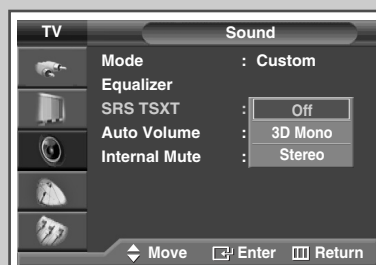 TV Sound
Mode : Custom
Equalizer
SRS TSXT : Off
Auto Volume : 3D Mono
Internal Mute : Stereo
Move Enter Return